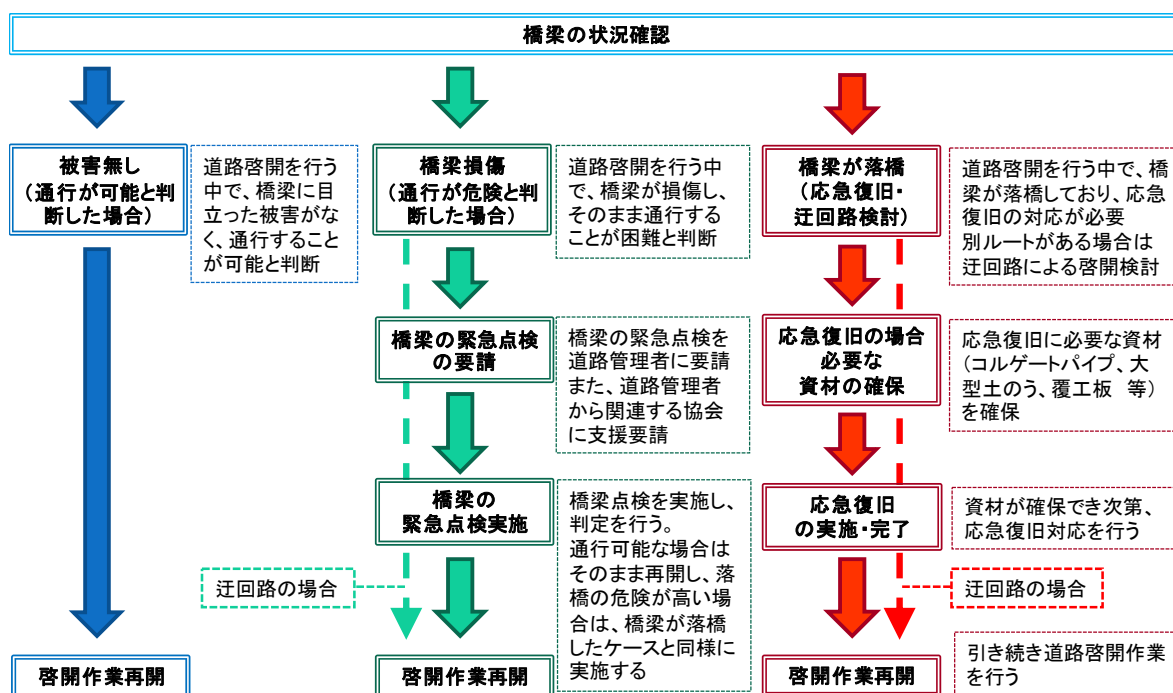 橋梁の状況確認
被害無し
（通行が可能と判
断した場合）
道路啓開を行う
中で、橋梁に目
立った被害がな
く、通行すること
が可能と判断
橋梁損傷
（通行が危険と判
断した場合）
道路啓開を行う中
で、橋梁が損傷し、
そのまま通行する
ことが困難と判断
橋梁が落橋
（応急復旧・
迂回路検討）
道路啓開を行う中で、橋
梁が落橋しており、応急
復旧の対応が必要
別ルートがある場合は
迂回路による啓開検討
橋梁の緊急点検
の要請
橋梁の緊急点検を
道路管理者に要請
また、道路管理者
から関連する協会
に支援要請
応急復旧の場合
必要な
資材の確保
応急復旧に必要な資材
（コルゲートパイプ、大
型土のう、覆工板　等）
を確保
橋梁の
緊急点検実施
橋梁点検を実施し、
判定を行う。
通行可能な場合は
そのまま再開し、落
橋の危険が高い場
合は、橋梁が落橋
したケースと同様に
実施する
応急復旧
の実施・完了
資材が確保でき次第、
応急復旧対応を行う
迂回路の場合
迂回路の場合
啓開作業再開
啓開作業再開
啓開作業再開
引き続き道路啓開作業
を行う